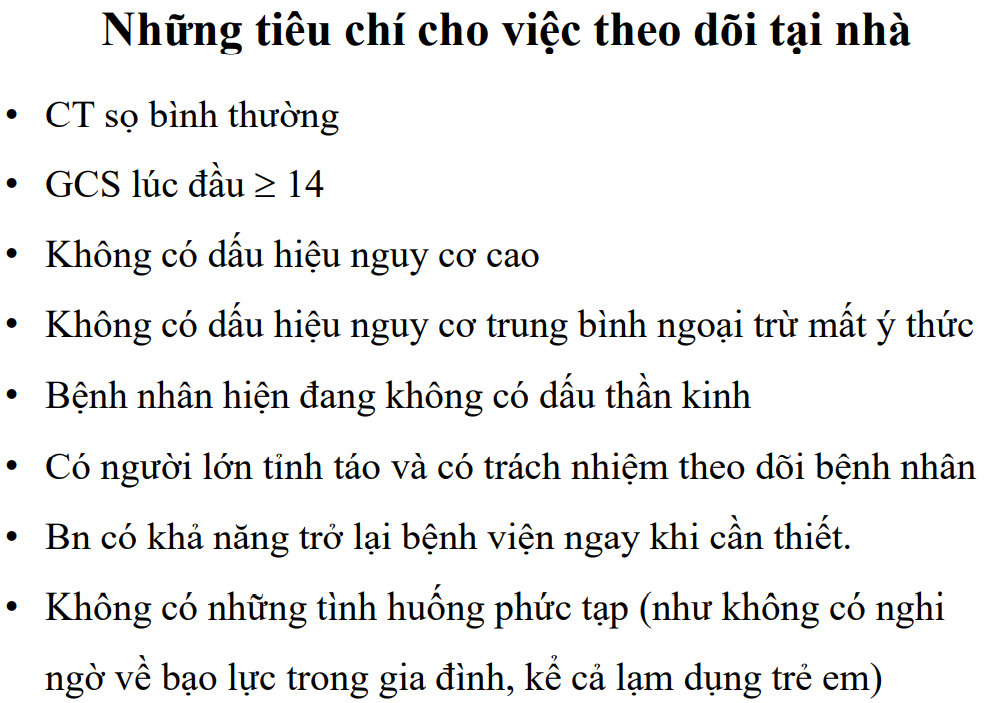 Những tiêu chí cho việc theo dõi tại nhà
• CT sọ bình thường
• GCS lúc đầu ≥ 14
• Không có dấu hiệu nguy cơ cao
• Không có dấu hiệu nguy cơ trung bình ngoại trừ mất ý thức
• Bệnh nhân hiện đang không có dấu thần kinh
• Có người lớn tỉnh táo và có trách nhiệm theo dõi bệnh nhân
• Bn có khả năng trở lại bệnh viện ngay khi cần thiết.
• Không có những tình huống phức tạp (như không có nghi
ngờ về bạo lực trong gia đình, kể cả lạm dụng trẻ em)